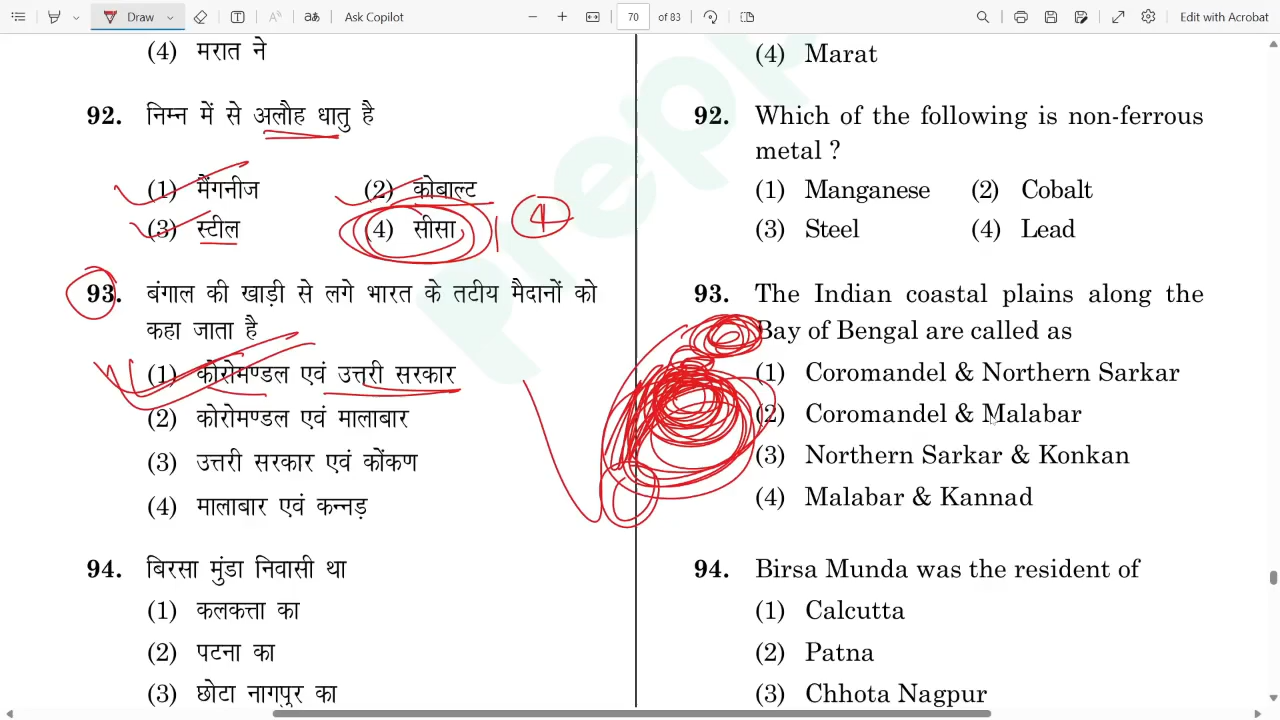 Draw
Ask Copilot
70 of 83
Edit with Acrobat
(4) मरात ने
92. निम्न में से अलौह धातु है
(1) मैंगनीज (2) कोबाल्ट
(3) स्टील (4) सीसा
4
93. बंगाल की खाड़ी से लगे भारत के तटीय मैदानों को
कहा जाता है
(1) कोरोमण्डल एवं उत्तरी सरकार
(2) कोरोमण्डल एवं मालाबार
(3) उत्तरी सरकार एवं कोंकण
(4) मालाबार एवं कन्नड़
94. बिरसा मुंडा निवासी था
(1) कलकत्ता का
(2) पटना का
(3) छोटा नागपुर का
(4) Marat
92. Which of the following is non-ferrous
metal ?
(1) Manganese (2) Cobalt
(3) Steel (4) Lead
93. The Indian coastal plains along the
Bay of Bengal are called as
(1) Coromandel & Northern Sarkar
(2) Coromandel & Malabar
(3) Northern Sarkar & Konkan
(4) Malabar & Kannad
94. Birsa Munda was the resident of
(1) Calcutta
(2) Patna
(3) Chhota Nagpur